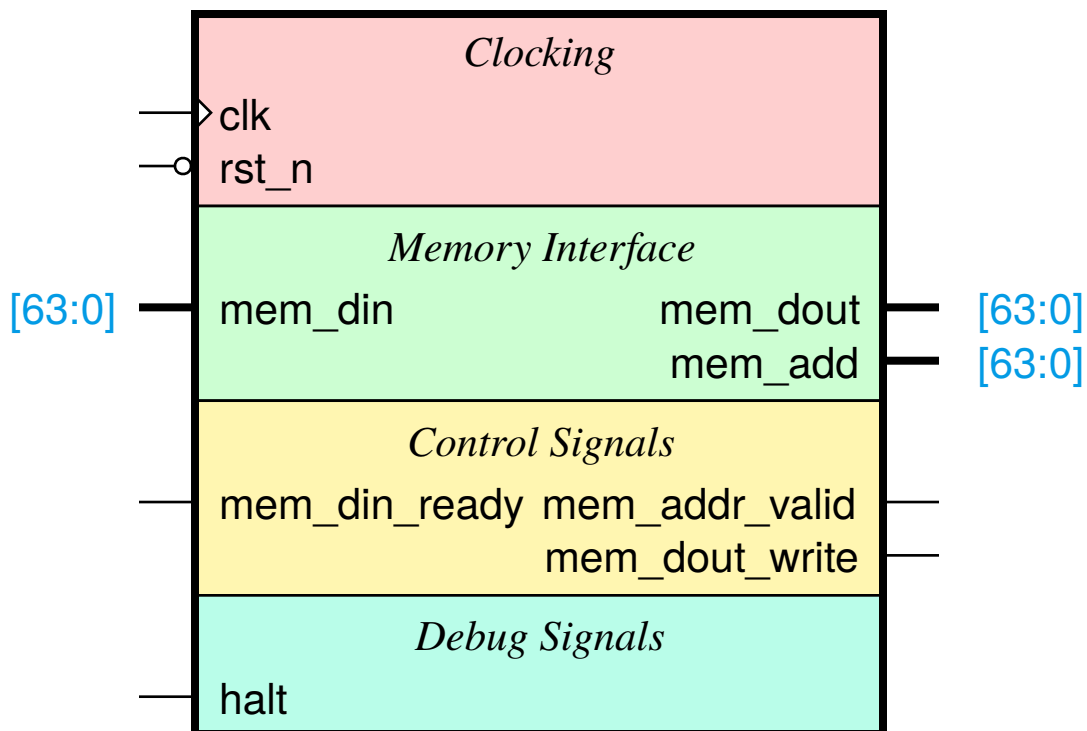 Clocking
clk
rst_n
Memory Interface
[63:0] mem_din mem_dout [63:0]
mem_add [63:0]
Control Signals
mem_din_ready mem_addr_valid
mem_dout_write
Debug Signals
halt